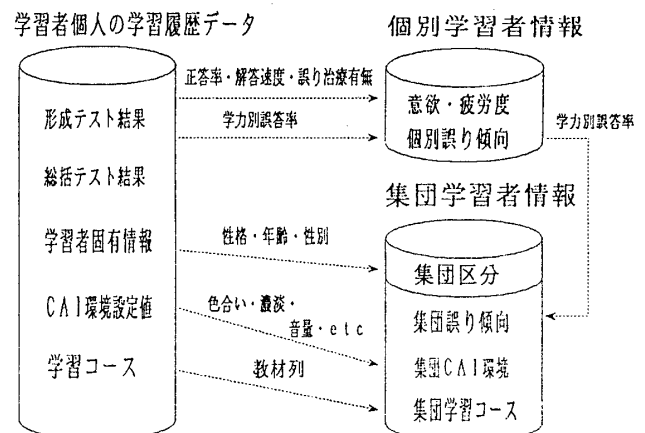 学習者個人の学習履歴データ
個別学習者情報
正答率・解答速度・誤り治療有無
形成テスト結果
意欲・疲労度
学力別誤答率
個別誤り傾向
学力別誤答率
総括テスト結果
集団学習者情報
学習者固有情報
性格・年齢・性別
集団区分
CAI環境設定値
色合い・濃淡・
音量・etc
集団誤り傾向
学習コース
教材列
集団CAI環境
集団学習コース